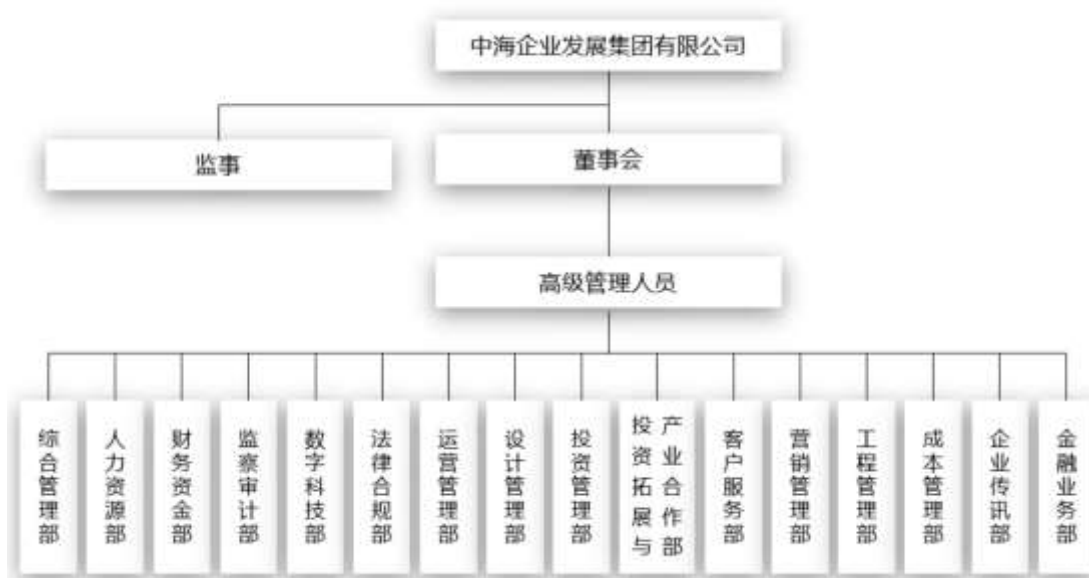 中海企业发展集团有限公司
监事
董事会
高级管理人员
综合管理部
人力资源部
财务资金部
监察审计部
数字科技部
法律合规部
运营管理部
设计管理部
投资管理部
投资拓展与
产业合作部
客户服务部
营销管理部
工程管理部
成本管理部
企业传讯部
金融业务部